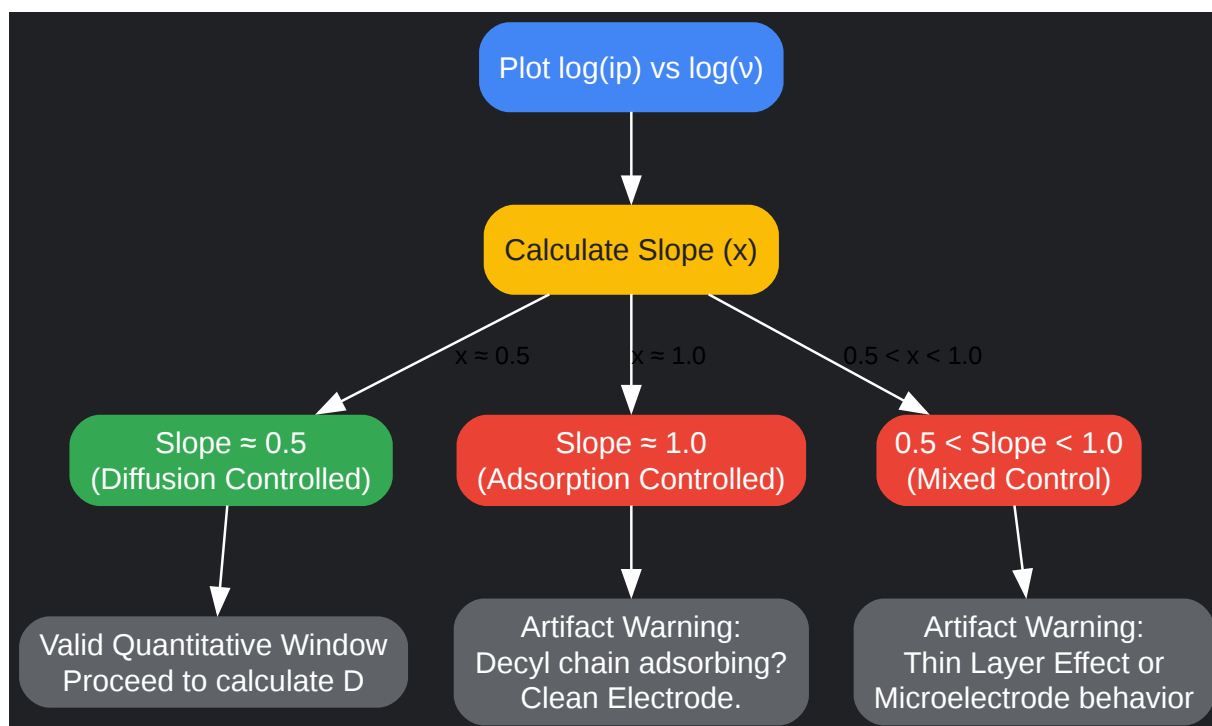 Plot log(ip) vs log(ν)
Calculate Slope (x)
x ≈ 0.5
x ≈ 1.0
0.5 < x < 1.0
Slope ≈ 0.5
(Diffusion Controlled)
Slope ≈ 1.0
(Adsorption Controlled)
0.5 < Slope < 1.0
(Mixed Control)
Valid Quantitative Window
Proceed to calculate D
Artifact Warning:
Decyl chain adsorbing?
Clean Electrode.
Artifact Warning:
Thin Layer Effect or
Microelectrode behavior